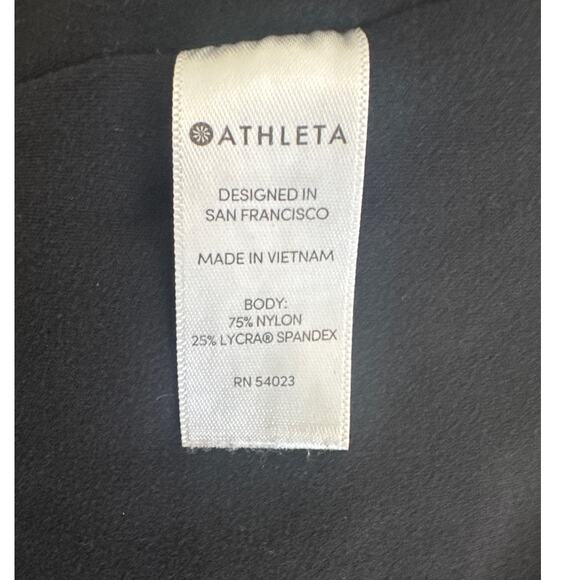 ATHLETA
DESIGNED IN
SAN FRANCISCO
MADE IN VIETNAM
BODY:
75% NYLON
25% LYCRA® SPANDEX
RN 54023